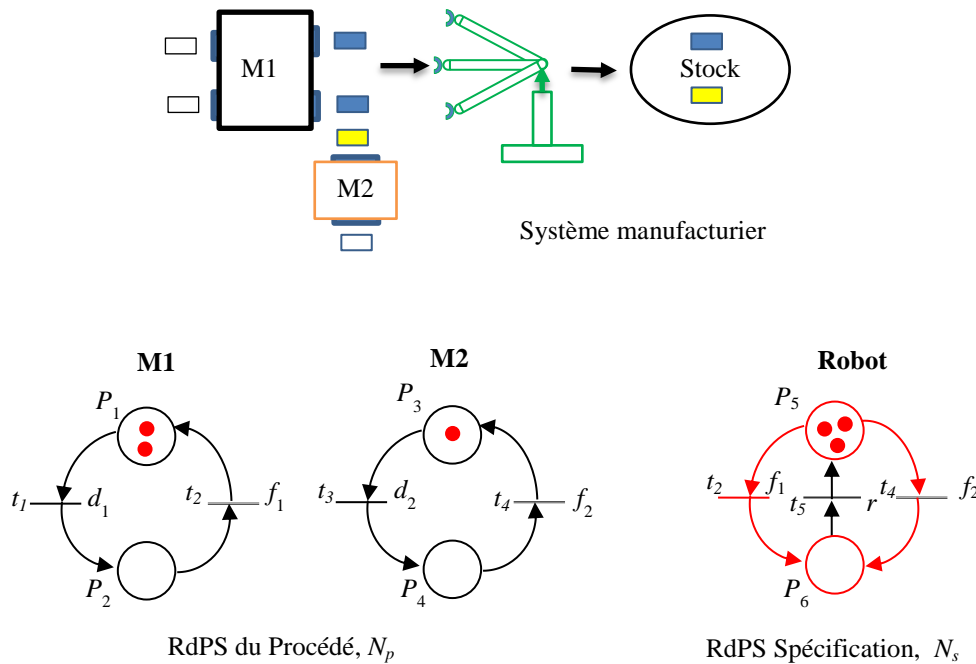 M1
Stock
M2
Système manufacturier
M1
M2
Robot
P1
P3
P5
t1 d1 t2 f1
t3 d2 t4 f2
t2 f1 t5 r t4 f2
P2
P4
P6
RdPS du Procédé, Np
RdPS Spécification, Ns